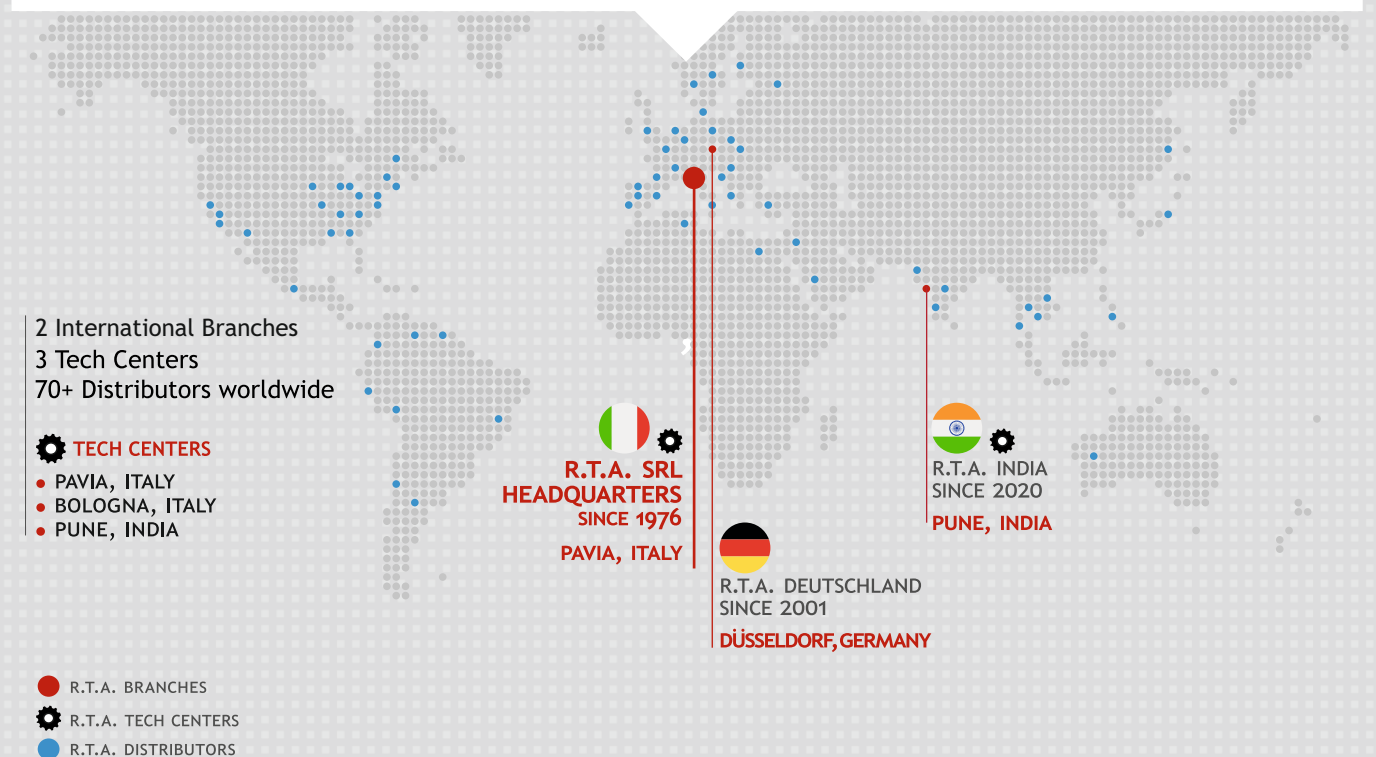 2 International Branches
3 Tech Centers
70+ Distributors worldwide
TECH CENTERS
PAVIA, ITALY
BOLOGNA, ITALY
PUNE, INDIA
R.T.A. SRL
HEADQUARTERS
SINCE 1976
PAVIA, ITALY
R.T.A. DEUTSCHLAND
SINCE 2001
DÜSSELDORF, GERMANY
R.T.A. INDIA
SINCE 2020
PUNE, INDIA
R.T.A. BRANCHES
R.T.A. TECH CENTERS
R.T.A. DISTRIBUTORS